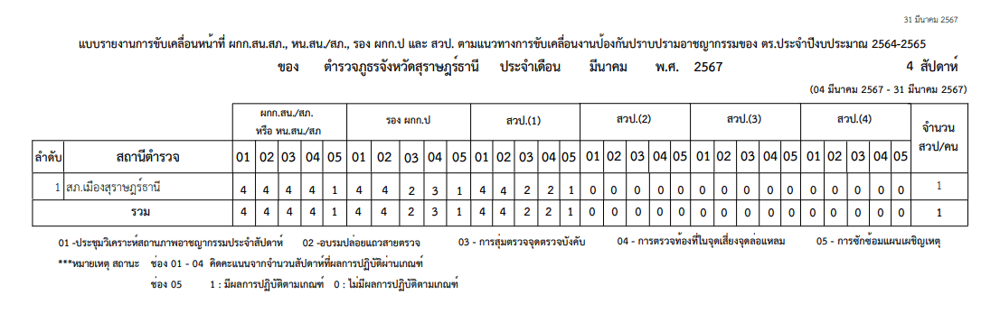 31 มีนาคม 2567
แบบรายงานการขับเคลื่อนหน้าที่ ผกก.สน.สภ., หน.สน./สภ., รอง ผกก.ป และ สวป. ตามแนวทางการขับเคลื่อนงานป้องกันปราบปรามอาชญากรรมของ ตร.ประจำปีงบประมาณ 2564-2565
ของ ตำรวจภูธรจังหวัดสุราษฎร์ธานี ประจำเดือน มีนาคม พ.ศ. 2567 4 สัปดาห์
(04 มีนาคม 2567 - 31 มีนาคม 2567)
ลำดับ สถานีตำรวจ ผกก.สน./สภ. หรือ หน.สน./สภ รอง ผกก.ป สวป.(1) สวป.(2) สวป.(3) สวป.(4) จำนวน สวป/คน
01 02 03 04 05 01 02 03 04 05 01 02 03 04 05 01 02 03 04 05 01 02 03 04 05 01 02 03 04 05
1 สภ.เมืองสุราษฎร์ธานี 4 4 4 4 1 4 4 2 3 1 4 4 2 2 1 0 0 0 0 0 0 0 0 0 0 0 0 0 0 0 1
รวม 4 4 4 4 1 4 4 2 3 1 4 4 2 2 1 0 0 0 0 0 0 0 0 0 0 0 0 0 0 0 1
01 -ประชุมวิเคราะห์สถานภาพอาชญากรรมประจำสัปดาห์ 02 -อบรมปล่อยแถวสายตรวจ 03 - การสุ่มตรวจจุดตรวจบังคับ 04 - การตรวจท้องที่ในจุดเสี่ยงจุดล่อแหลม 05 - การซักซ้อมแผนเผชิญเหตุ
***หมายเหตุ สถานะ ช่อง 01 - 04 คิดคะแนนจากจำนวนสัปดาห์ที่ผลการปฏิบัติผ่านเกณฑ์
ช่อง 05 1 : มีผลการปฏิบัติตามเกณฑ์ 0 : ไม่มีผลการปฏิบัติตามเกณฑ์